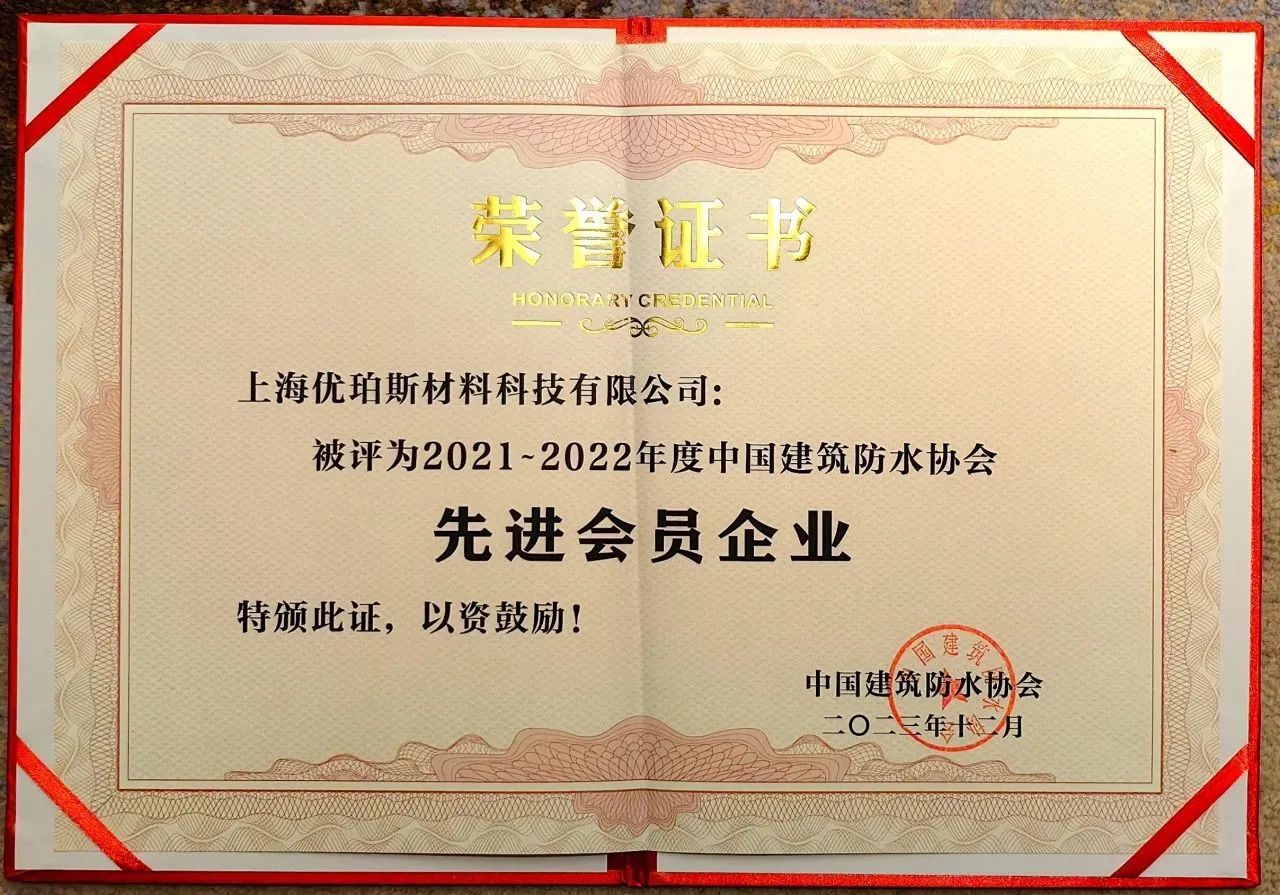 荣誉证书
HONORARY CREDENTIAL
上海优珀斯材料科技有限公司：
被评为2021~2022年度中国建筑防水协会
先进会员企业
特颁此证，以资鼓励！
中国建筑防水协会
二〇二三年十二月